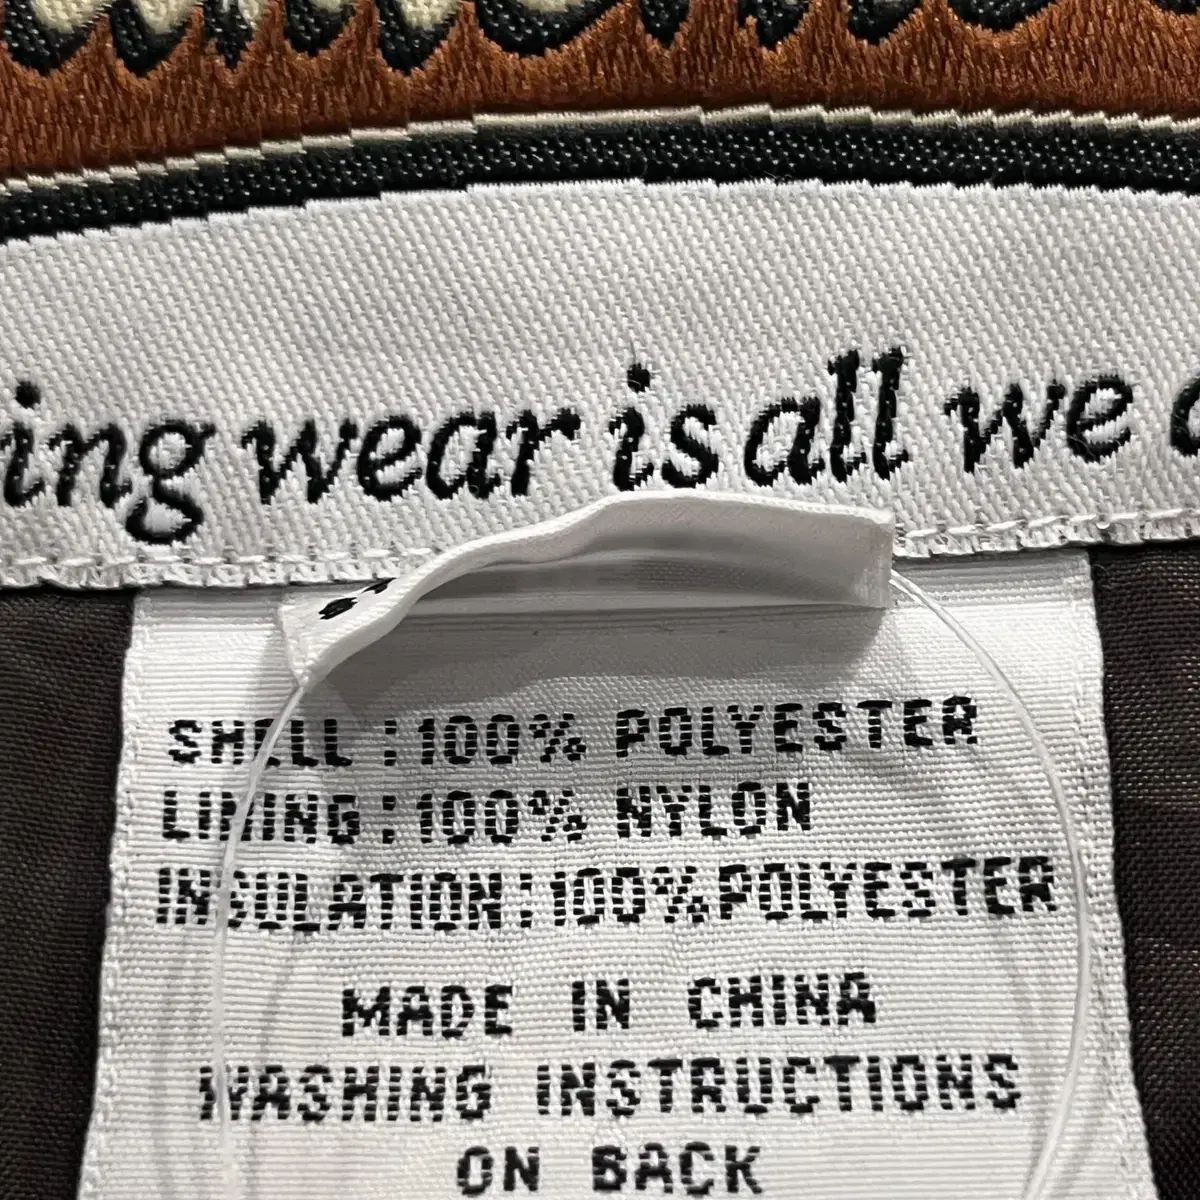 ing wear is all we
SHELL : 100% POLYESTER
LINING : 100% NYLON
INSULATION : 100% POLYESTER
MADE IN CHINA
WASHING INSTRUCTIONS
ON BACK